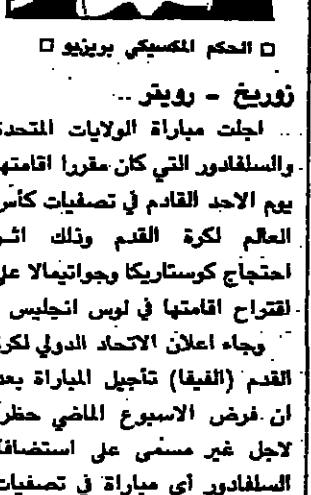 □ الحكم المكسيكي بريزيو □
زوريخ - رويتر ..
.. اجلت مباراة الولايات المتحدة
والسلفادور التي كان مقررا اقامتها
يوم الاحد القادم في تصفيات كأس
العالم لكرة القدم وذلك اثر
احتجاج كوستاريكا وجواتيمالا على
اقتراح اقامتها في لوس انجليس .
وجاء اعلان الاتحاد الدولي لكرة
القدم (الفيفا) تأجيل المباراة بعد
ان فرض الاسبوع الماضي حظرا
لاجل غير مسمى على استضافة
السلفادور أي مباراة في تصفيات